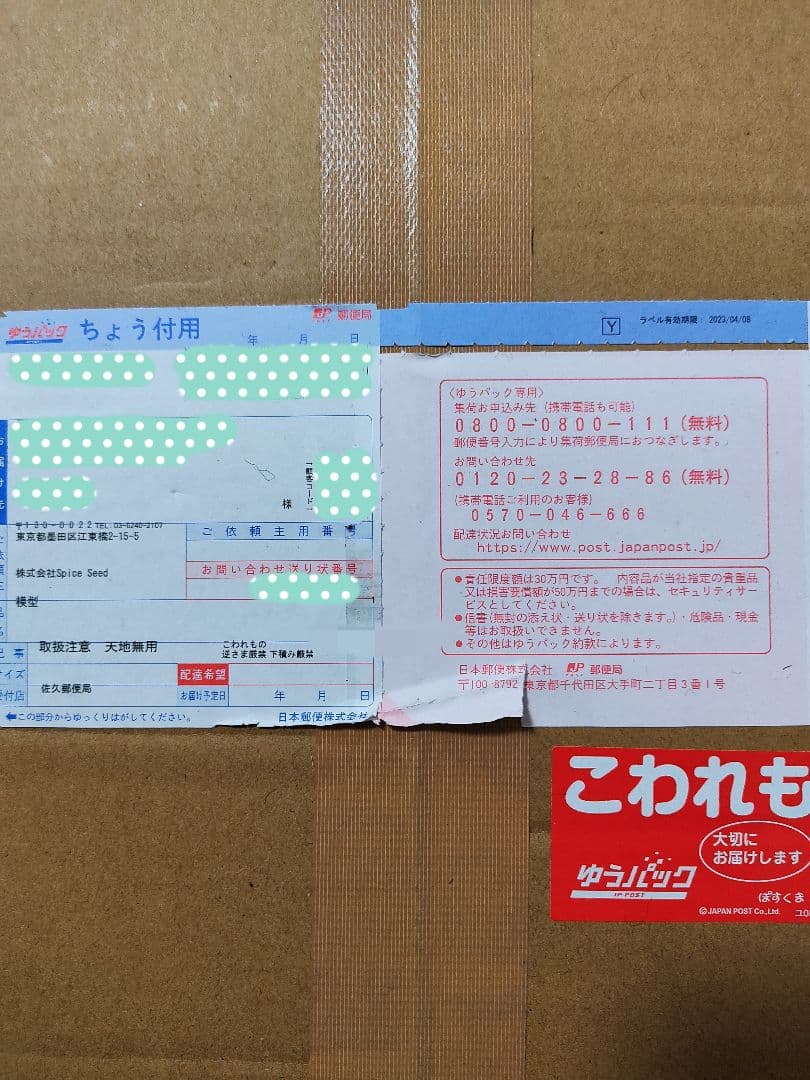 ゆうパック ちょう付用
JP POST 郵便局
年 月 日
お届け先
様
〒130-0022 TEL. 03-6240-2107
東京都墨田区江東橋2-15-5
ご依頼主用番号
株式会社Spice Seed
お問い合わせ送り状番号
模型
記事
取扱注意 天地無用
こわれもの
逆さま厳禁 下積み厳禁
サイズ
配達希望
受付店
佐久郵便局
お届け予定日 年 月 日
←この部分からゆっくりはがしてください。
日本郵便株式会社
Y
ラベル有効期限: 2023/04/08
〈ゆうパック専用〉
集荷お申込み先 (携帯電話も可能)
0800-0800-111(無料)
郵便番号入力により集荷郵便局におつなぎします。
お問い合わせ先
0120-23-28-86(無料)
(携帯電話ご利用のお客様)
0570-046-666
配達状況お問い合わせ
https://www.post.japanpost.jp/
●責任限度額は30万円です。 内容品が当社指定の貴重品
又は損害要償額が50万円までの場合は、セキュリティサー
ビスとしてください。
●信書(無封の添え状・送り状を除きます。)・危険品・現金
等はお取扱いできません。
●その他はゆうパック約款によります。
日本郵便株式会社 JP 郵便局
〒100-8792 東京都千代田区大手町二丁目3番1号
こわれも
大切に
お届けします
ゆうパック
JP POST
ぽすくま
©JAPAN POST Co.,Ltd.